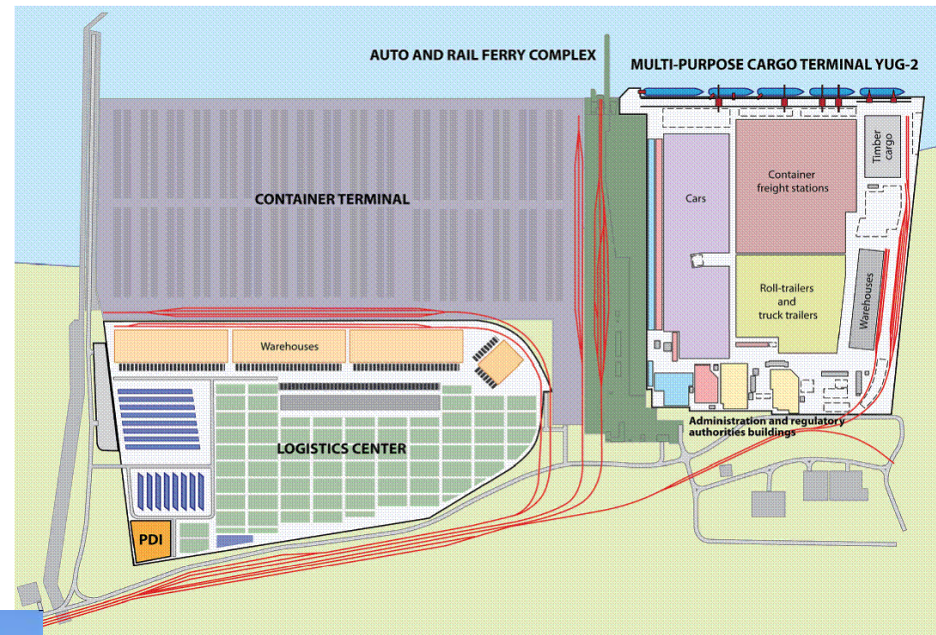 AUTO AND RAIL FERRY COMPLEX
MULTI-PURPOSE CARGO TERMINAL YUG-2
Timber
cargo
Container
freight stations
Cars
CONTAINER TERMINAL
Roll-trailers
and
truck trailers
Warehouses
Warehouses
Administration and regulatory
authorities buildings
LOGISTICS CENTER
PDI